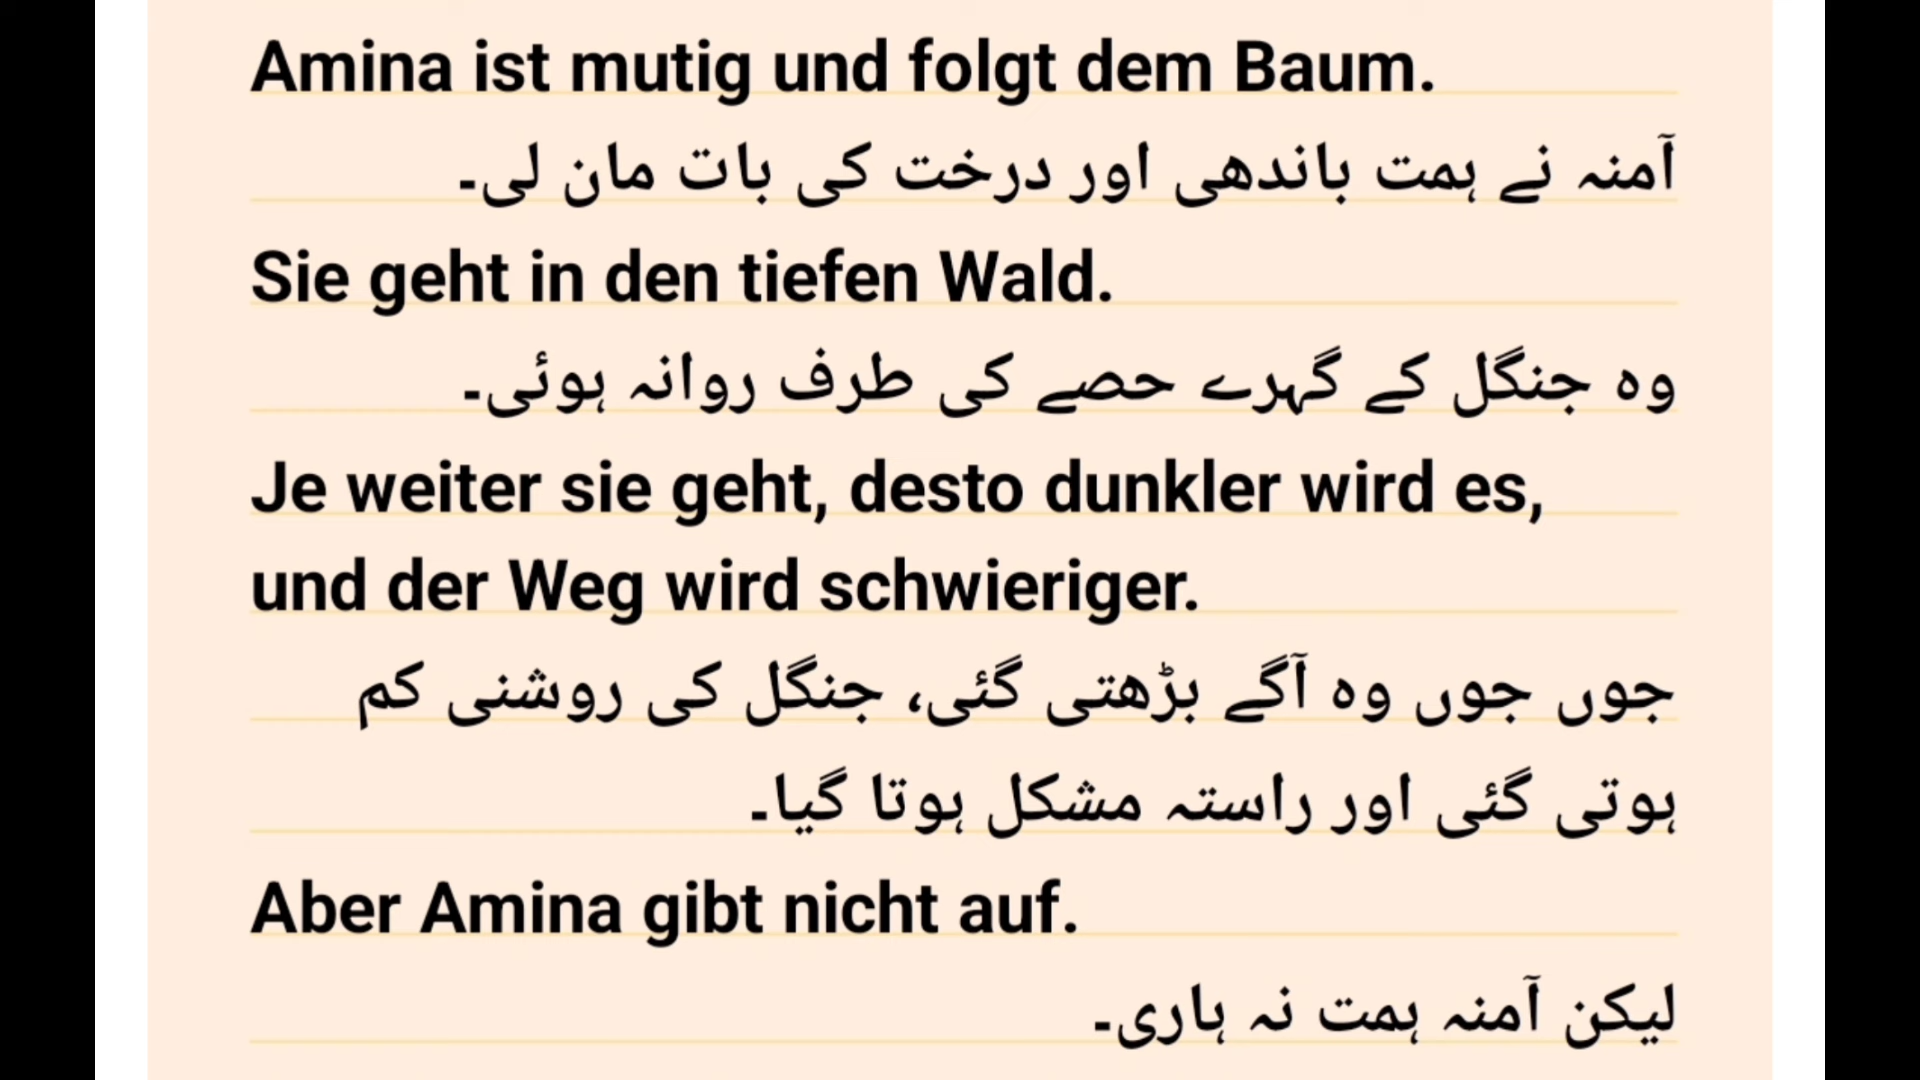 Amina ist mutig und folgt dem Baum.
آمنہ نے ہمت باندھی اور درخت کی بات مان لی۔
Sie geht in den tiefen Wald.
وہ جنگل کے گہرے حصے کی طرف روانہ ہوئی۔
Je weiter sie geht, desto dunkler wird es,
und der Weg wird schwieriger.
جوں جوں وہ آگے بڑھتی گئی، جنگل کی روشنی کم
ہوتی گئی اور راستہ مشکل ہوتا گیا۔
Aber Amina gibt nicht auf.
لیکن آمنہ ہمت نہ ہاری۔